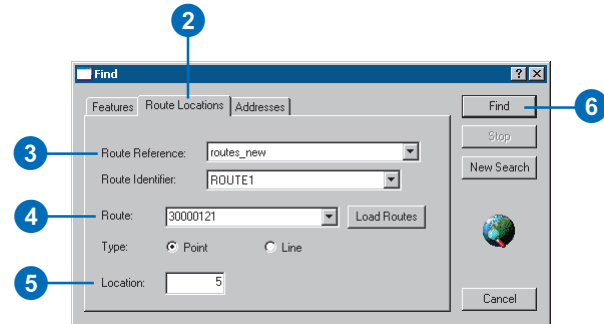 2
Find
Features Route Locations Addresses
Find
6
Stop
3
Route Reference: routes_new
New Search
Route Identifier: ROUTE1
4
Route: 30000121 Load Routes
Type: Point Line
5
Location: 5
Cancel